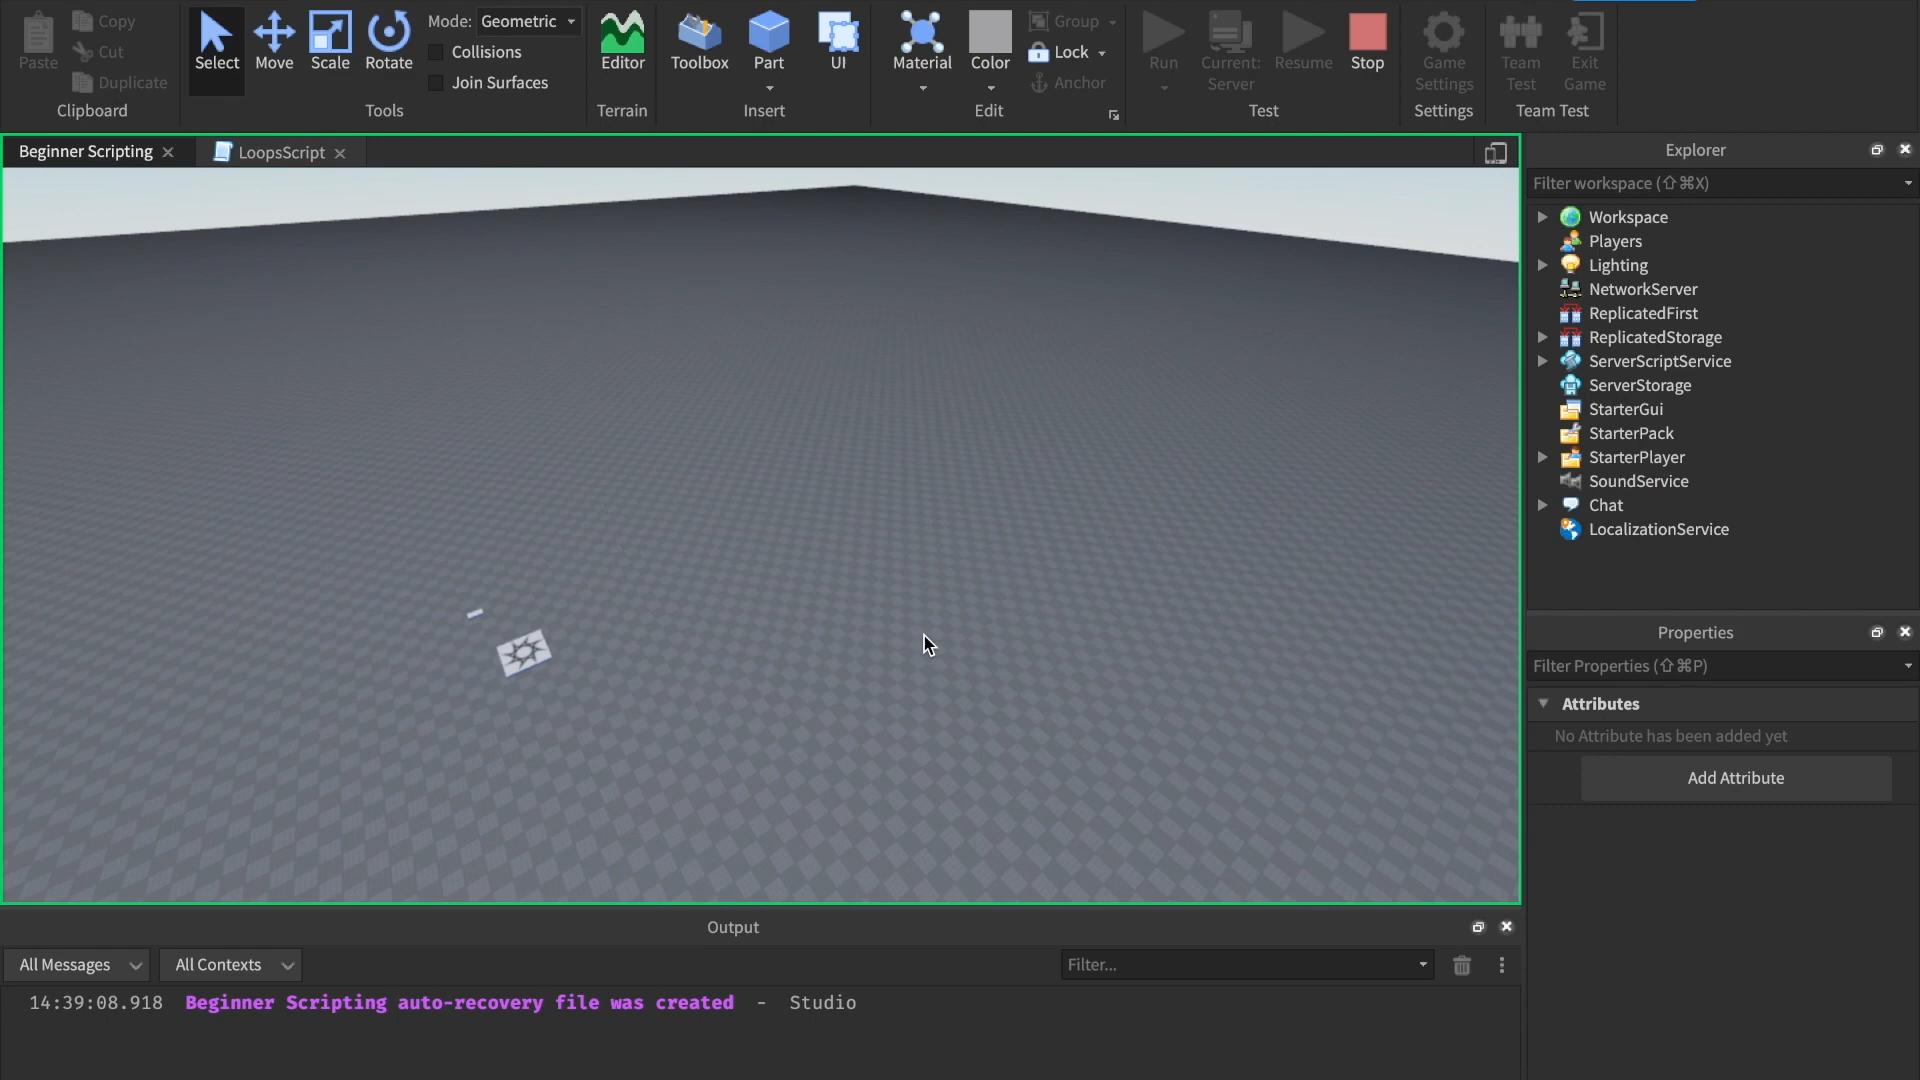 Paste
Copy
Cut
Duplicate
Clipboard
Select
Move
Scale
Rotate
Mode: Geometric
Collisions
Join Surfaces
Tools
Editor
Terrain
Toolbox
Part
UI
Insert
Material
Color
Group
Lock
Anchor
Edit
Run
Current:
Server
Resume
Stop
Test
Game
Settings
Settings
Team
Test
Exit
Game
Team Test
Beginner Scripting
LoopsScript
Explorer
Filter workspace (⇧⌘X)
Workspace
Players
Lighting
NetworkServer
ReplicatedFirst
ReplicatedStorage
ServerScriptService
ServerStorage
StarterGui
StarterPack
StarterPlayer
SoundService
Chat
LocalizationService
Properties
Filter Properties (⇧⌘P)
Attributes
No Attribute has been added yet
Add Attribute
Output
All Messages
All Contexts
Filter...
14:39:08.918 Beginner Scripting auto-recovery file was created - Studio